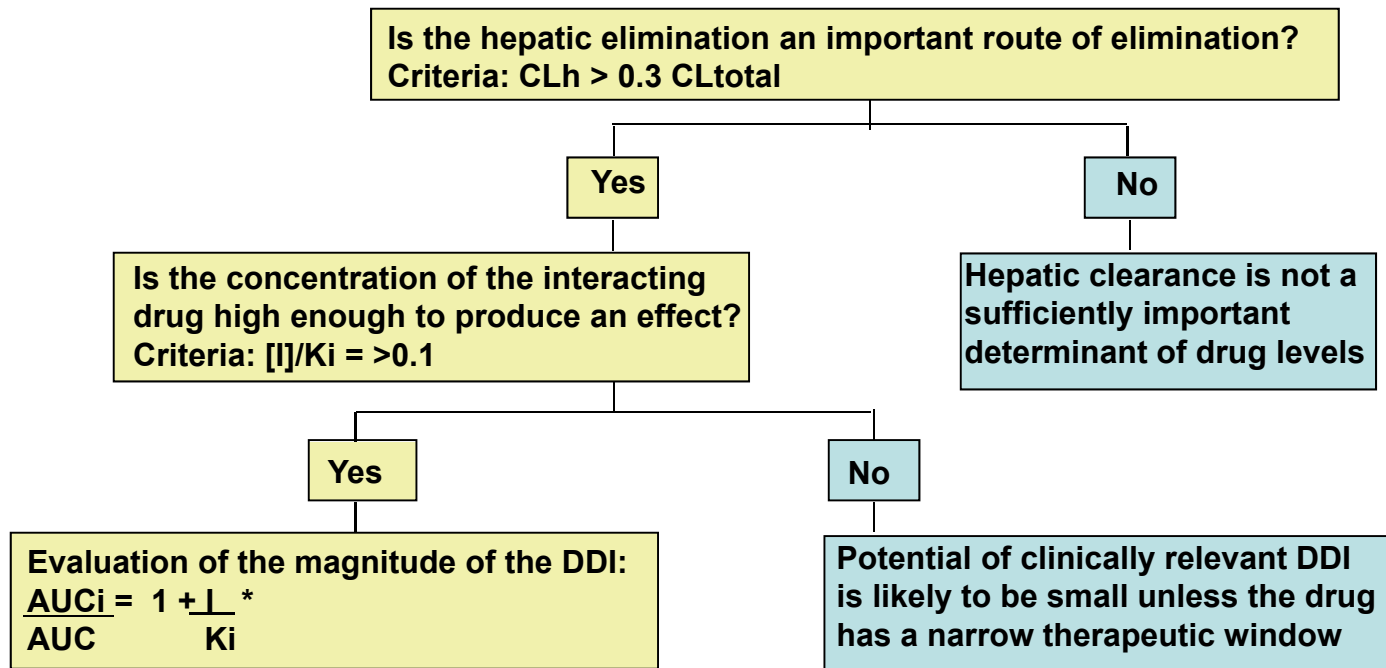 Is the hepatic elimination an important route of elimination?
Criteria: CLh > 0.3 CLtotal
Yes
No
Is the concentration of the interacting
drug high enough to produce an effect?
Criteria: [I]/Ki = >0.1
Hepatic clearance is not a
sufficiently important
determinant of drug levels
Yes
No
Evaluation of the magnitude of the DDI:
AUCi = 1 + I *
AUC Ki
Potential of clinically relevant DDI
is likely to be small unless the drug
has a narrow therapeutic window